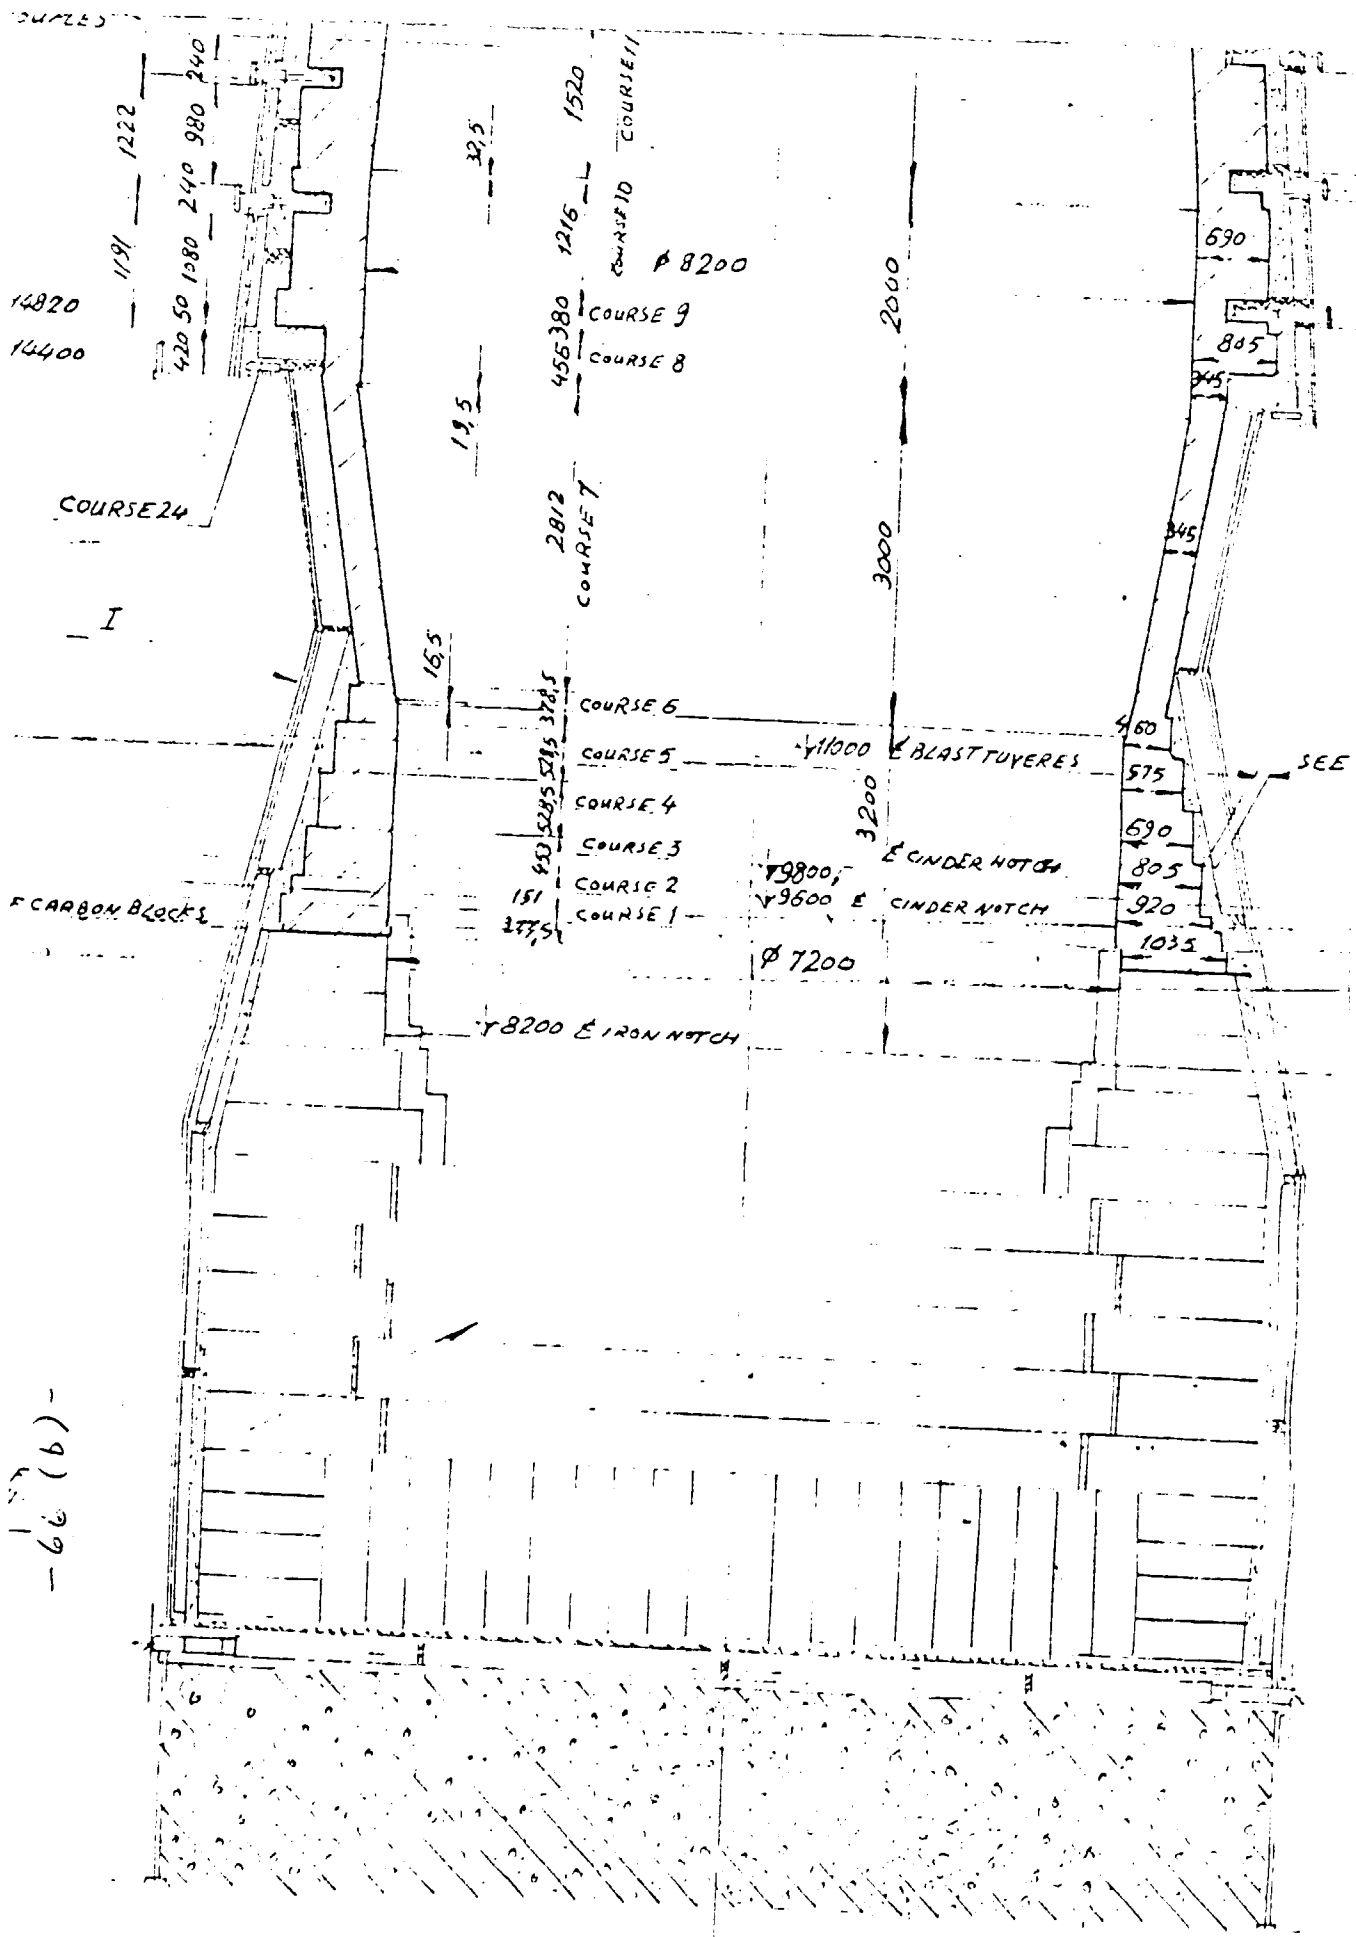 240
980
1222
240
1191
1080
50
420
14820
14400
32,5
1520
COURSE 11
1216
COURSE 10
ϕ 8200
380
COURSE 9
456
COURSE 8
19,5
2000
690
805
345
COURSE 24
2812
COURSE 7
3000
345
I
16,5
378,5
COURSE 6
460
528,5
COURSE 5
11000 ₵ BLAST TUYERES
575
SEE
528,5
COURSE 4
3200
690
453
COURSE 3
9800
₵ CINDER NOTCH
805
151
COURSE 2
9600 ₵ CINDER NOTCH
920
CARBON BLOCKS
COURSE 1
1035
ϕ 7200
8200 ₵ IRON NOTCH
- 66 (b) -